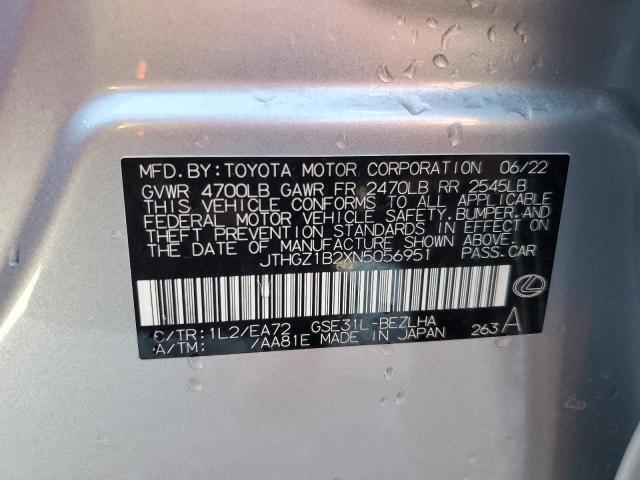 MFD.BY:TOYOTA MOTOR CORPORATION 06/22
GVWR 4700LB GAWR FR 2470LB RR 2545LB
THIS VEHICLE CONFORMS TO ALL APPLICABLE
FEDERAL MOTOR VEHICLE SAFETY,BUMPER,AND
THEFT PREVENTION STANDARDS IN EFFECT ON
THE DATE OF MANUFACTURE SHOWN ABOVE.
JTHGZ1B2XN5056951 PASS.CAR
C/TR:1L2/EA72 GSE31L-BEZLHA
A/TM: /AA81E MADE IN JAPAN 263 A